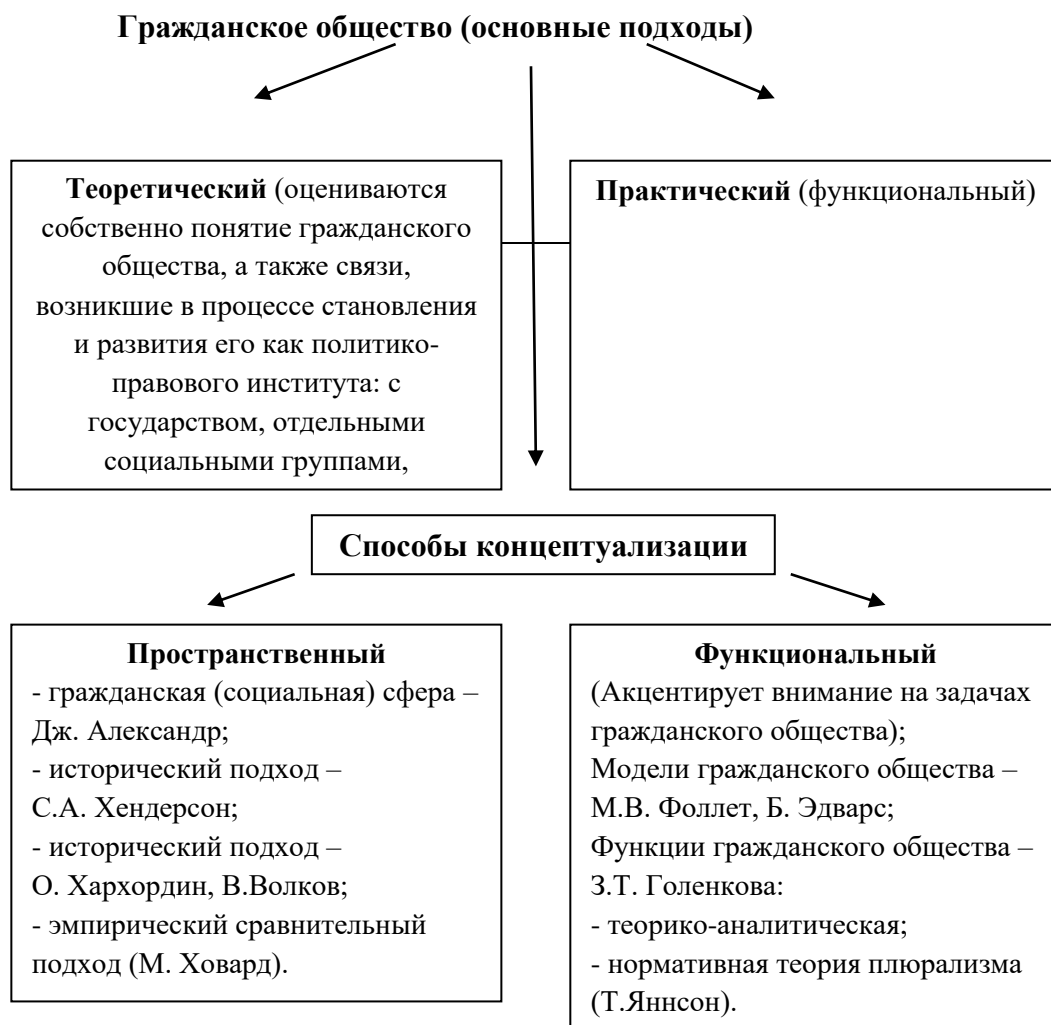 Гражданское общество (основные подходы)
Теоретический (оцениваются
собственно понятие гражданского
общества, а также связи,
возникшие в процессе становления
и развития его как политико-
правового института: с
государством, отдельными
социальными группами,
Практический (функциональный)
Способы концептуализации
Пространственный
- гражданская (социальная) сфера –
Дж. Александр;
- исторический подход –
С.А. Хендерсон;
- исторический подход –
О. Хархордин, В.Волков;
- эмпирический сравнительный
подход (М. Ховард).
Функциональный
(Акцентирует внимание на задачах
гражданского общества);
Модели гражданского общества –
М.В. Фоллет, Б. Эдварс;
Функции гражданского общества –
З.Т. Голенкова:
- теорико-аналитическая;
- нормативная теория плюрализма
(Т.Яннсон).